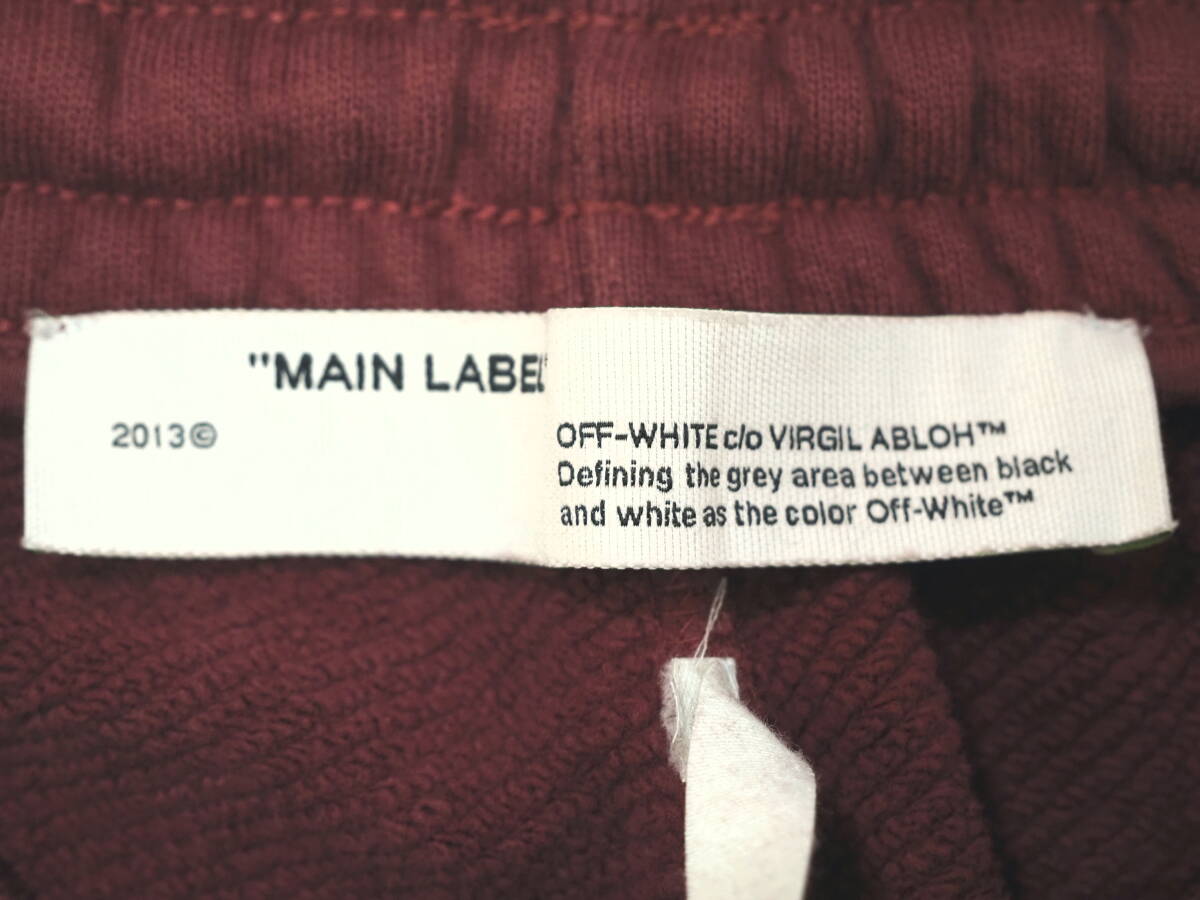 "MAIN LABEL"
2013©
OFF-WHITE c/o VIRGIL ABLOH™
Defining the grey area between black
and white as the color Off-White™